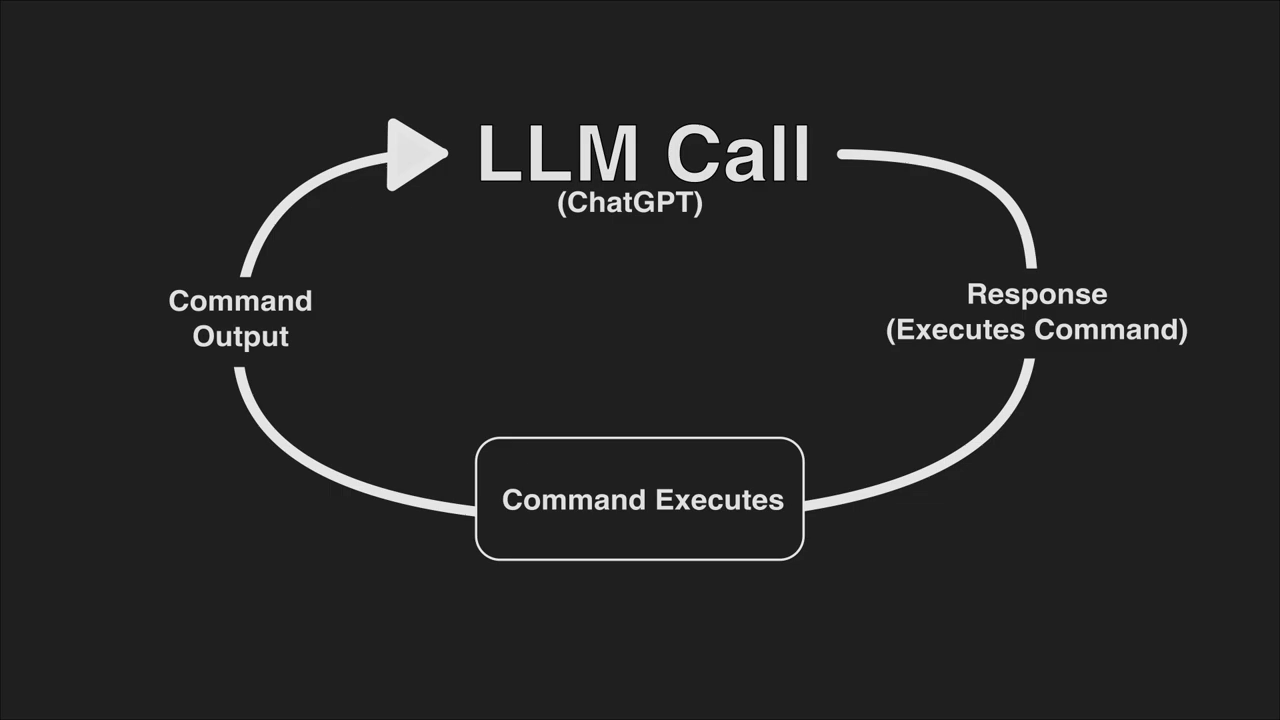 LLM Call
(ChatGPT)
Command
Output
Response
(Executes Command)
Command Executes